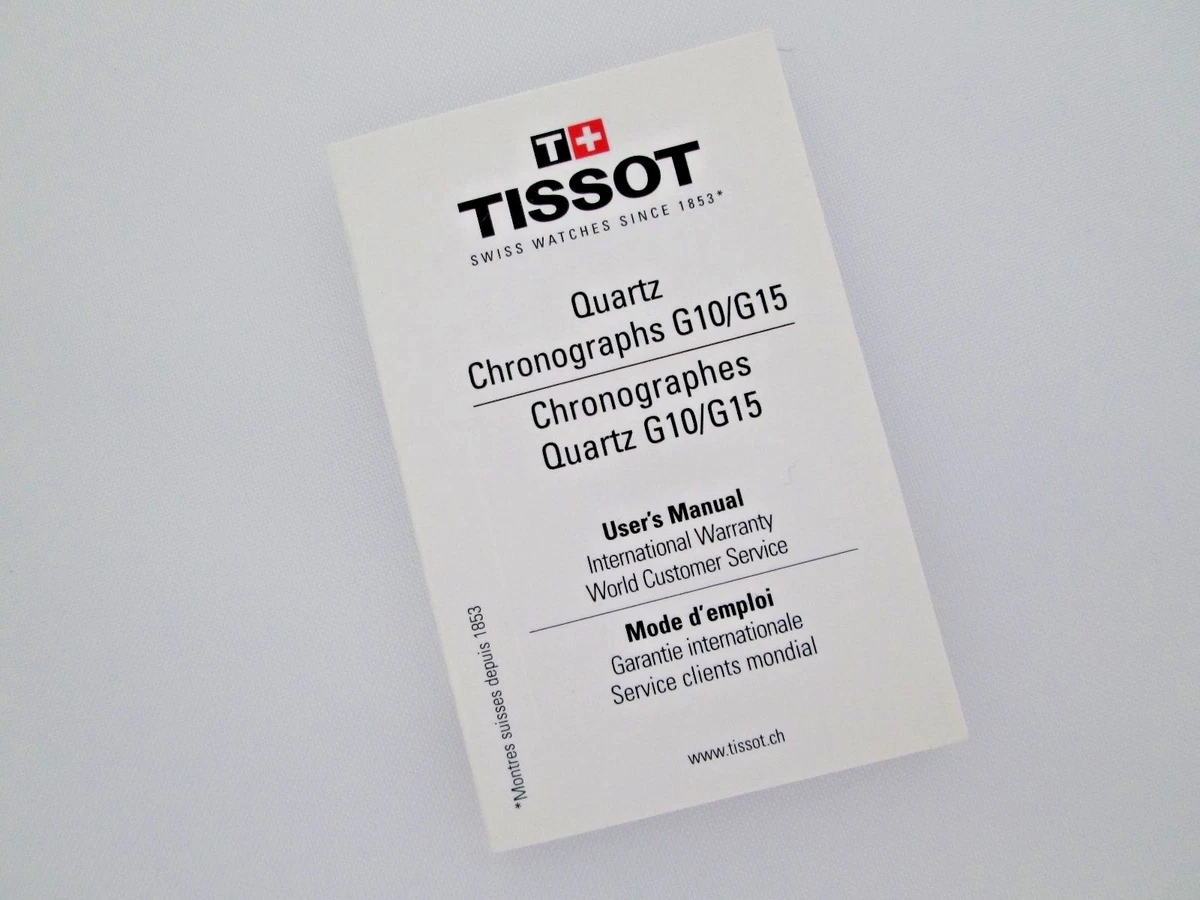 T+
TISSOT
SWISS WATCHES SINCE 1853*
Quartz
Chronographs G10/G15
Chronographes
Quartz G10/G15
User's Manual
International Warranty
World Customer Service
Mode d'emploi
Garantie internationale
Service clients mondial
*Montres suisses depuis 1853
www.tissot.ch